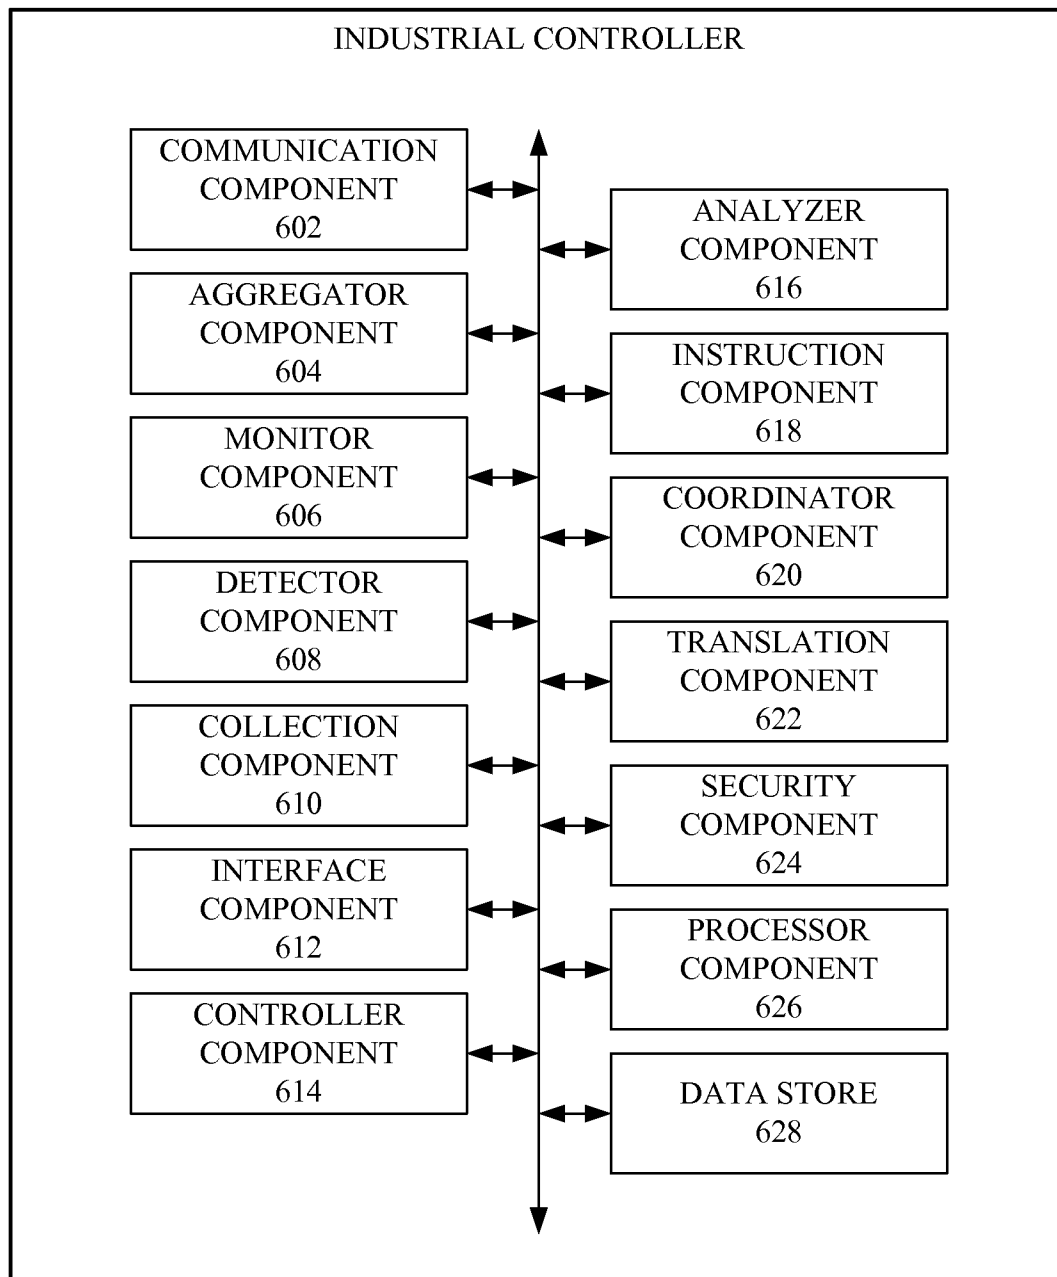 INDUSTRIAL CONTROLLER
COMMUNICATION
COMPONENT
602
AGGREGATOR
COMPONENT
604
MONITOR
COMPONENT
606
DETECTOR
COMPONENT
608
COLLECTION
COMPONENT
610
INTERFACE
COMPONENT
612
CONTROLLER
COMPONENT
614
ANALYZER
COMPONENT
616
INSTRUCTION
COMPONENT
618
COORDINATOR
COMPONENT
620
TRANSLATION
COMPONENT
622
SECURITY
COMPONENT
624
PROCESSOR
COMPONENT
626
DATA STORE
628